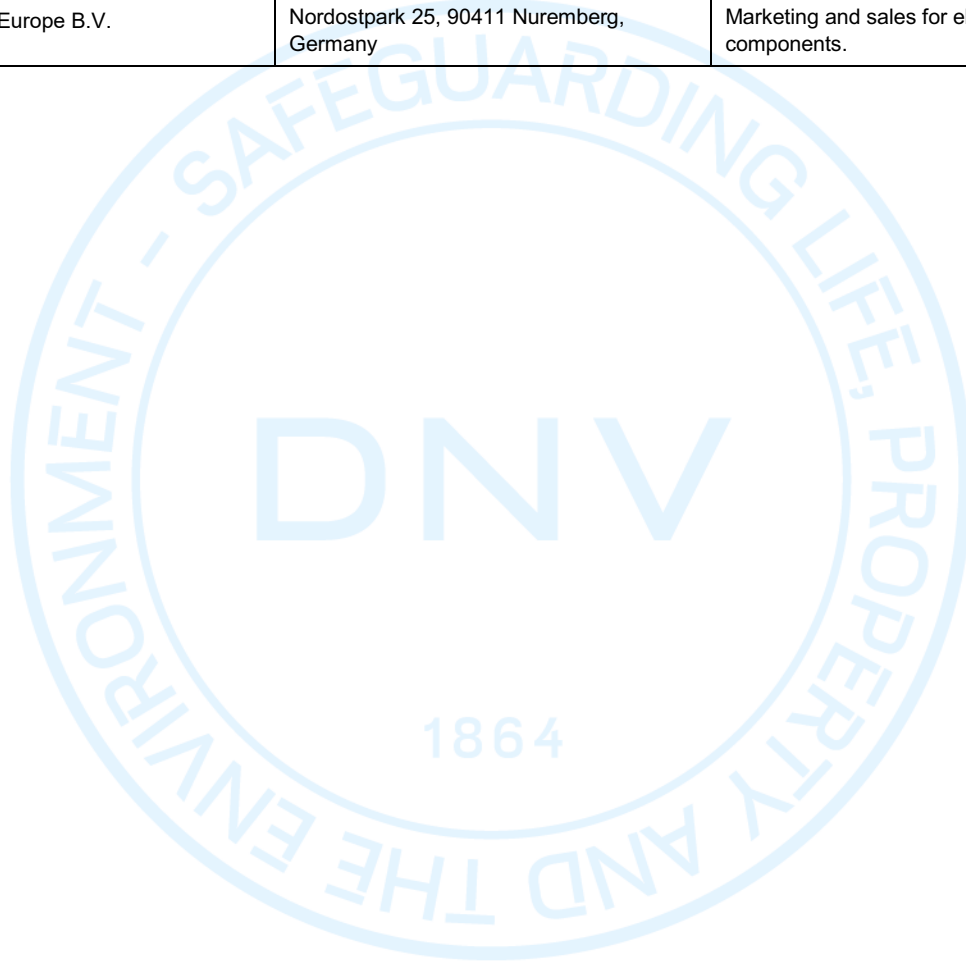 Europe B.V.
Nordostpark 25, 90411 Nuremberg,
Germany
Marketing and sales for
components.
SAFEGUARDING LIFE, PROPERTY AND THE ENVIRONMENT -
DNV
1864